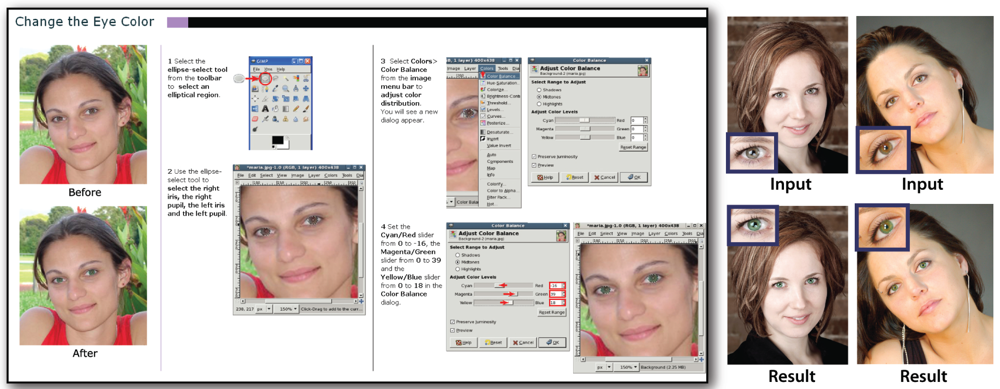 Change the Eye Color
Before
After
1 Select the
ellipse-select tool
from the toolbar
to select an
elliptical region.
GIMP
File Xtns Help
2 Use the ellipse-
select tool to
select the right
iris, the right
pupil, the left iris
and the left pupil.
*maria.jpg-1.0 (RGB, 1 layer) 400x438
File Edit Select View Image Layer Colors Tools Dia
100 150 200 250 300
238, 217 px 150% Click-Drag to add to the curr...
3 Select Colors>
Color Balance
from the image
menu bar to
adjust color
distribution.
You will see a new
dialog appear.
GB, 1 layer) 400x438
Image Layer Colors Tools Dia
200
Color Balance...
Hue-Saturation...
Colorize...
Brightness-Contr
Threshold...
Levels...
Curves...
Posterize...
Desaturate...
Invert
Value Invert
Auto
Components
Map
Info
Colorify...
Color to Alpha...
Filter Pack...
Hot...
Color Balar
Color Balance
Adjust Color Balance
Background-2 (maria.jpg)
Select Range to Adjust
Shadows
Midtones
Highlights
Adjust Color Levels
Cyan Red 0
Magenta Green 0
Yellow Blue 0
Reset Range
Preserve luminosity
Preview
Help Reset Cancel OK
4 Set the
Cyan/Red slider
from 0 to -16, the
Magenta/Green
slider from 0 to 39
and the
Yellow/Blue slider
from 0 to 18 in the
Color Balance
dialog.
Color Balance
Adjust Color Balance
Background-2 (maria.jpg)
Select Range to Adjust
Shadows
Midtones
Highlights
Adjust Color Levels
Cyan Red -16
Magenta Green 39
Yellow Blue 18
Reset Range
Preserve luminosity
Preview
Help Reset Cancel OK
*maria.jpg-1.0 (RGB, 1 layer) 400x438
File Edit Select View Image Layer Colors Tools Dia
100 150 200 250 300
px 150% Background (2.25 MB)
Input
Input
Result
Result